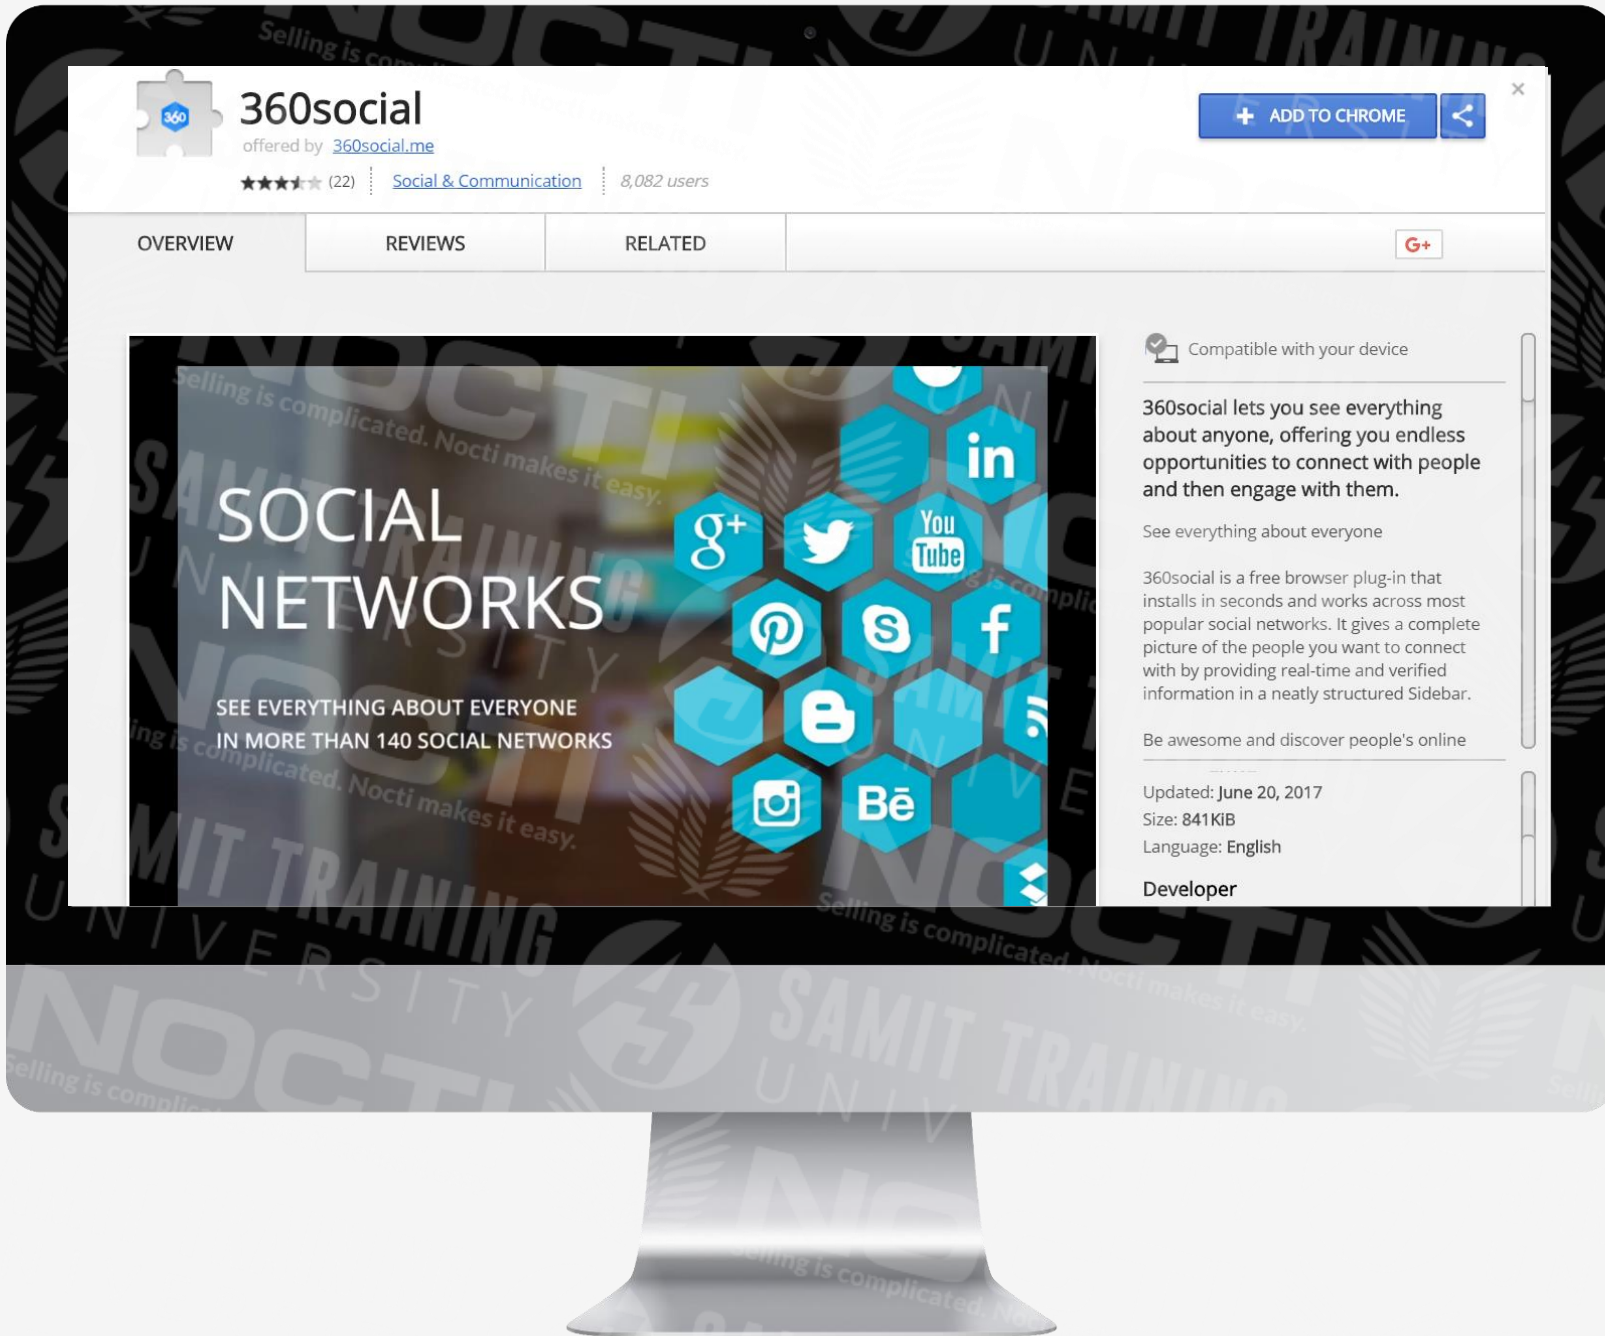 360social
offered by 360social.me
(22) Social & Communication 8,082 users
+ ADD TO CHROME
×
OVERVIEW REVIEWS RELATED
G+
360
SOCIAL
NETWORKS
SEE EVERYTHING ABOUT EVERYONE
IN MORE THAN 140 SOCIAL NETWORKS
in
g+
You
Tube
f
Bē
Compatible with your device
360social lets you see everything
about anyone, offering you endless
opportunities to connect with people
and then engage with them.
See everything about everyone
360social is a free browser plug-in that
installs in seconds and works across most
popular social networks. It gives a complete
picture of the people you want to connect
with by providing real-time and verified
information in a neatly structured Sidebar.
Be awesome and discover people's online
Updated: June 20, 2017
Size: 841KiB
Language: English
Developer
NOCTI
Selling is complicated. Nocti makes it easy.
SAMIT TRAINING
UNIVERSITY